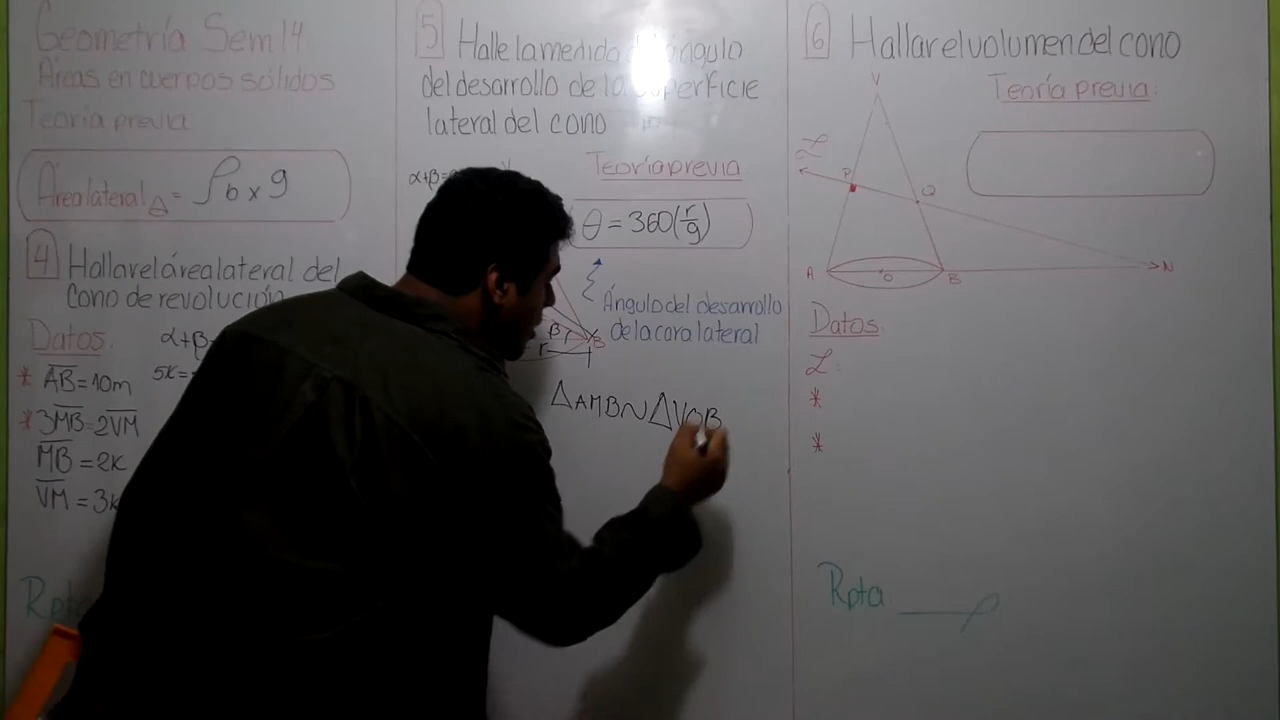 Geometría Sem 14
Áreas en cuerpos sólidos
Teoría previa
Área lateral = ρb x g
4 Hallar el área lateral del
cono de revolución
Datos.
α+β
* AB = 10m
5K=
* 3MB = 2VM
MB = 2K
VM = 3K
Rpta
5 Halle la medida ángulo
del desarrollo de la superficie
lateral del cono
α+β=
V
Teoría previa
θ = 360(r/g)
Ángulo del desarrollo
de la cara lateral
β
B
r
△AMB~△VOB
6 Hallar el volumen del cono
Teoría previa:
V
ℒ
P
Q
A
O
B
N
Datos.
ℒ:
*
*
Rpta